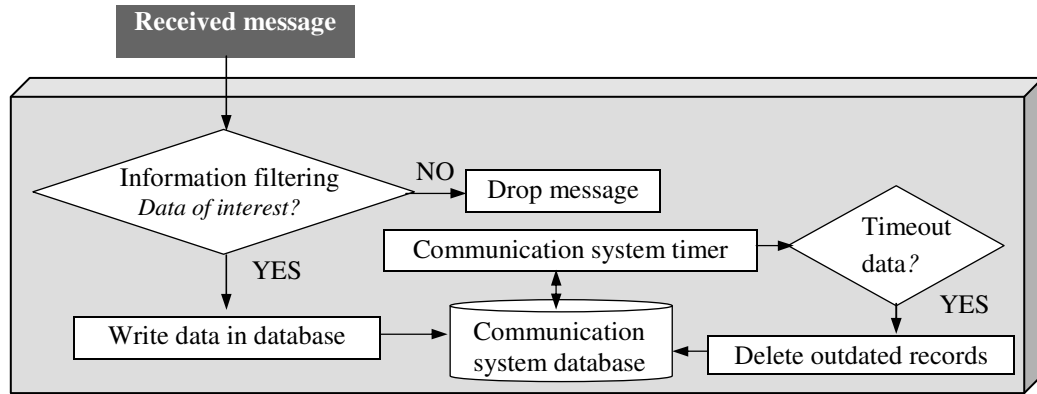 Received message
Information filtering
Data of interest?
NO
Drop message
YES
Communication system timer
Timeout
data?
YES
Write data in database
Communication
system database
Delete outdated records